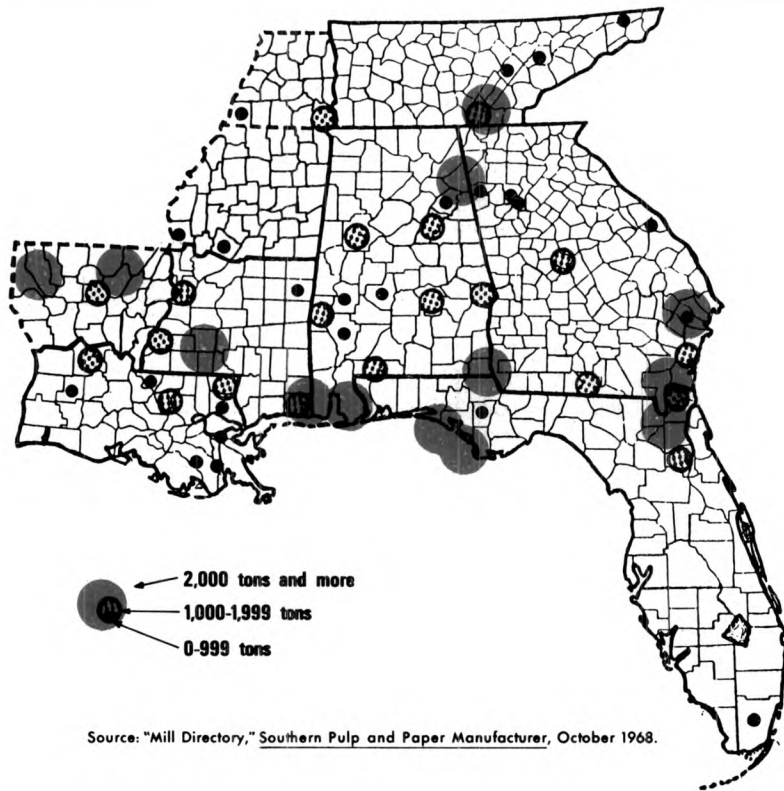 2,000 tons and more
1,000-1,999 tons
0-999 tons
Source: "Mill Directory," Southern Pulp and Paper Manufacturer, October 1968.